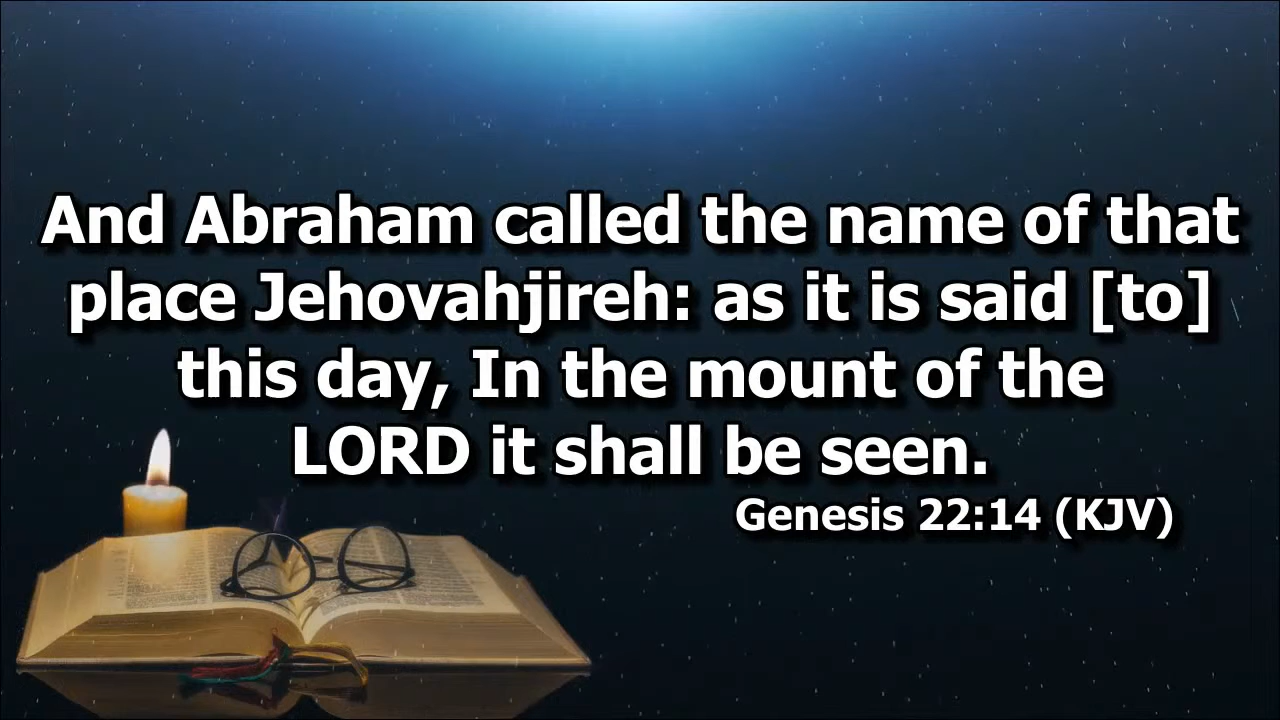 And Abraham called the name of that
place Jehovahjireh: as it is said [to]
this day, In the mount of the
LORD it shall be seen.
Genesis 22:14 (KJV)